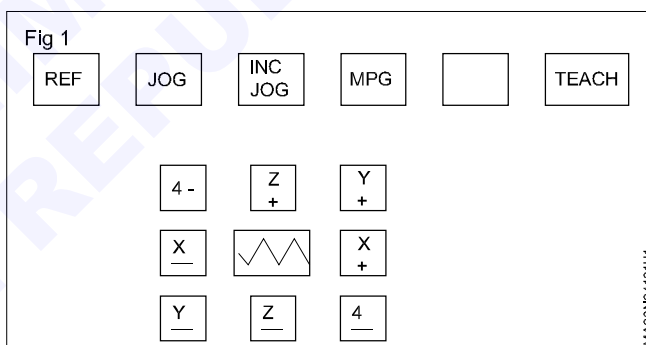 Fig 1
REF JOG INC JOG MPG TEACH
4 - Z + Y +
X — X +
Y — Z — 4 —